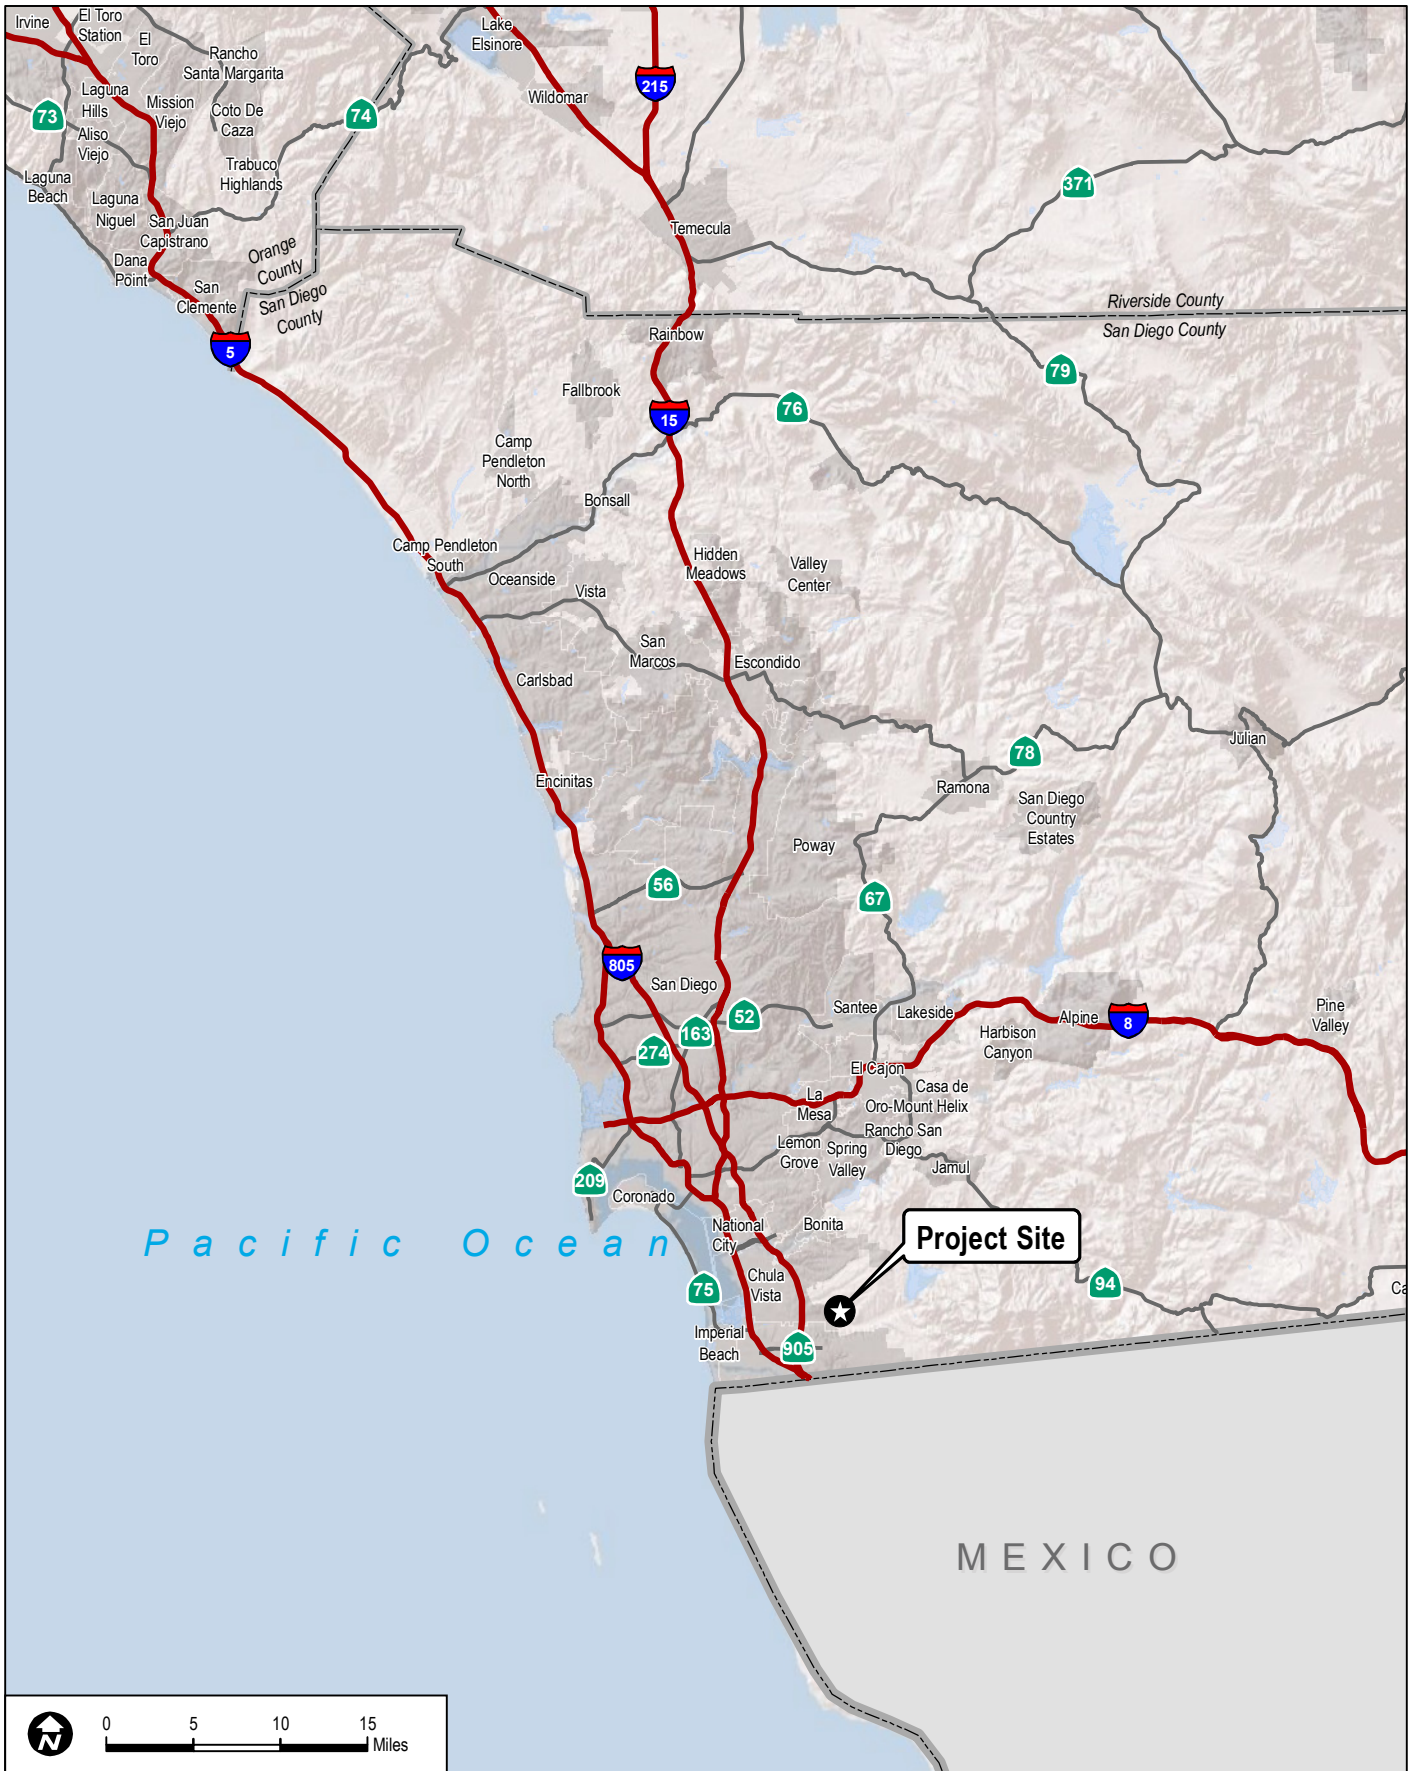 Irvine
El Toro
Station
El
Toro
Rancho
Santa Margarita
Lake
Elsinore
215
Wildomar
Laguna
Hills
Mission
Viejo
Coto De
Caza
73
74
Aliso
Viejo
Trabuco
Highlands
Laguna
Beach
371
Laguna
Niguel
San Juan
Capistrano
Temecula
Orange
County
Dana
Point
San
Clemente
San Diego
County
Riverside County
San Diego County
Rainbow
5
79
Fallbrook
15
76
Camp
Pendleton
North
Bonsall
Camp Pendleton
South
Hidden
Meadows
Valley
Center
Oceanside
Vista
San
Marcos
Escondido
Carlsbad
Julian
78
Encinitas
Ramona
San Diego
Country
Estates
Poway
56
67
805
San Diego
Santee
Lakeside
Alpine
8
Pine
Valley
52
163
274
Harbison
Canyon
El Cajon
Casa de
Oro-Mount Helix
La
Mesa
Rancho San
Diego
Lemon
Grove
Spring
Valley
Jamul
209
Coronado
National
City
Bonita
Project Site
Pacific Ocean
Chula
Vista
75
94
Ca
Imperial
Beach
905
MEXICO
N
0 5 10 15
Miles